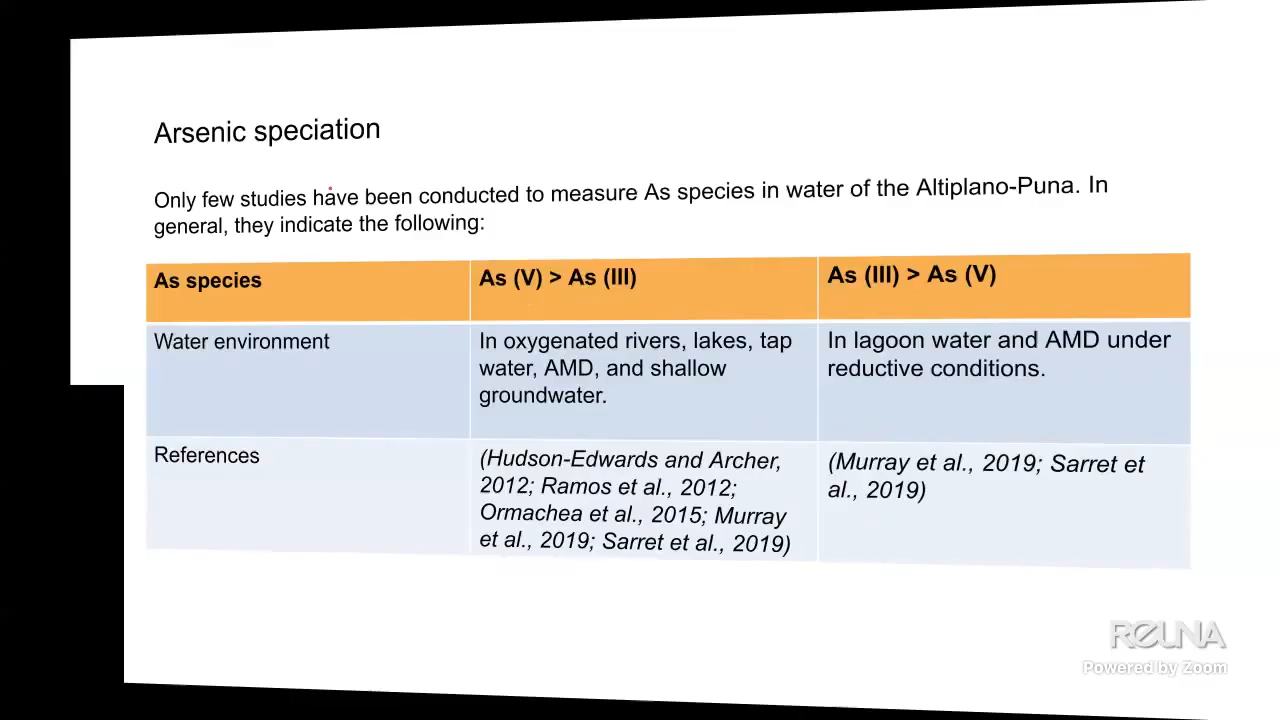 Arsenic speciation
Only few studies have been conducted to measure As species in water of the Altiplano-Puna. In
general, they indicate the following:
As species
As (V) > As (III)
As (III) > As (V)
Water environment
In oxygenated rivers, lakes, tap
water, AMD, and shallow
groundwater.
In lagoon water and AMD under
reductive conditions.
References
(Hudson-Edwards and Archer,
2012; Ramos et al., 2012;
Ormachea et al., 2015; Murray
et al., 2019; Sarret et al., 2019)
(Murray et al., 2019; Sarret et
al., 2019)
REUNA
Powered by Zoom